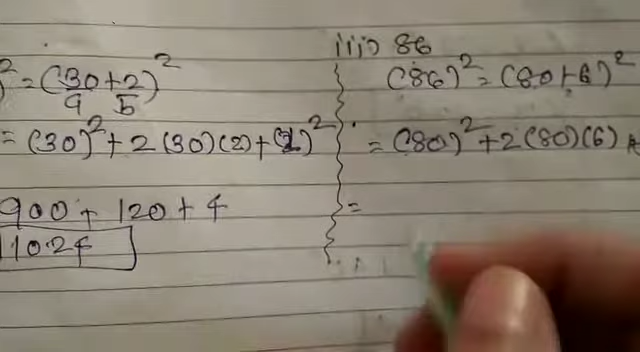 )² = (30+2)²
a b
= (30)² + 2(30)(2) + (2)²
900 + 120 + 4
1024
iii) 86
(86)² = (80+6)²
= (80)² + 2(80)(6) +
=